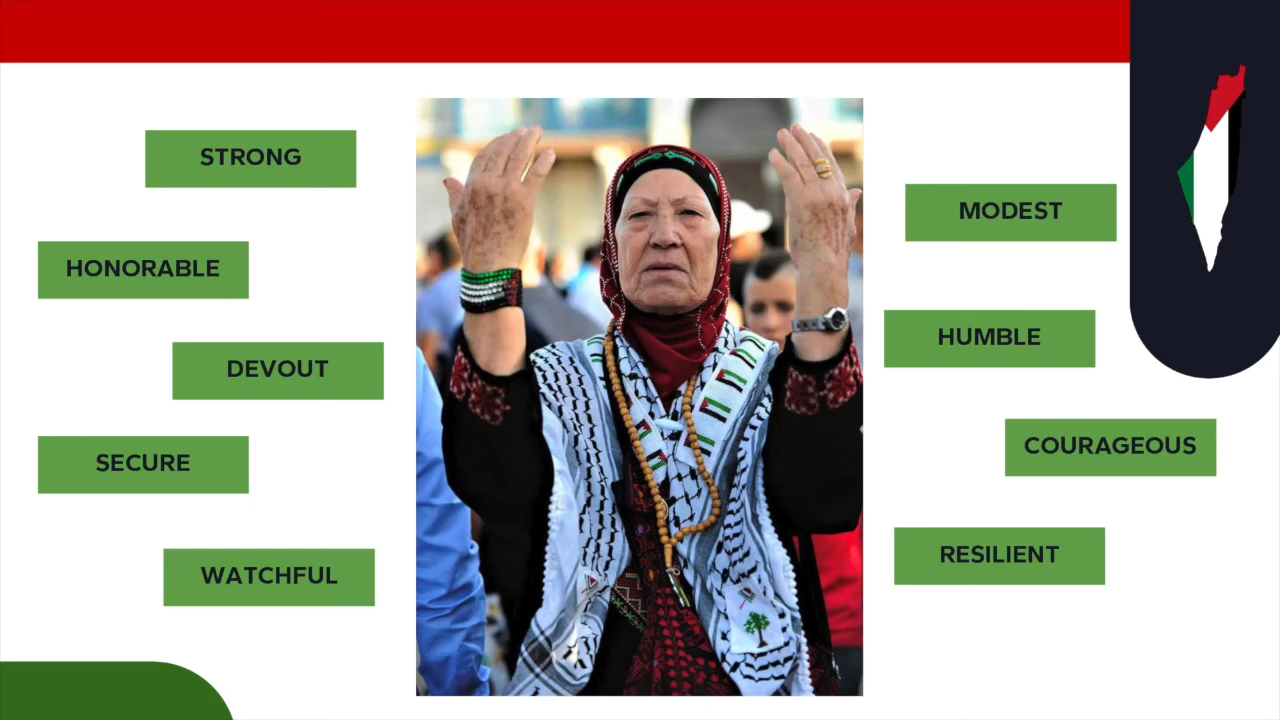 STRONG
HONORABLE
DEVOUT
SECURE
WATCHFUL
MODEST
HUMBLE
COURAGEOUS
RESILIENT